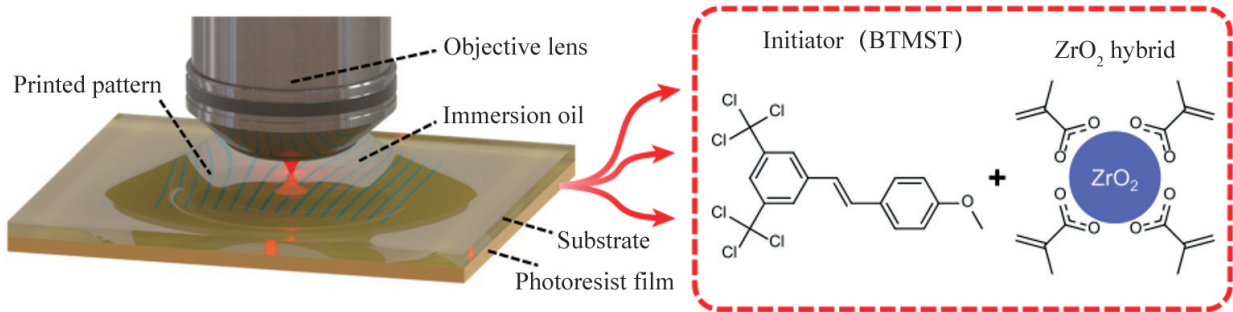 Objective lens
Printed pattern
Immersion oil
Substrate
Photoresist film
Initiator (BTMST)
ZrO₂ hybrid
Cl
Cl
Cl
Cl
Cl
Cl
O
+
O
O
O
O
ZrO₂
O
O
O
O